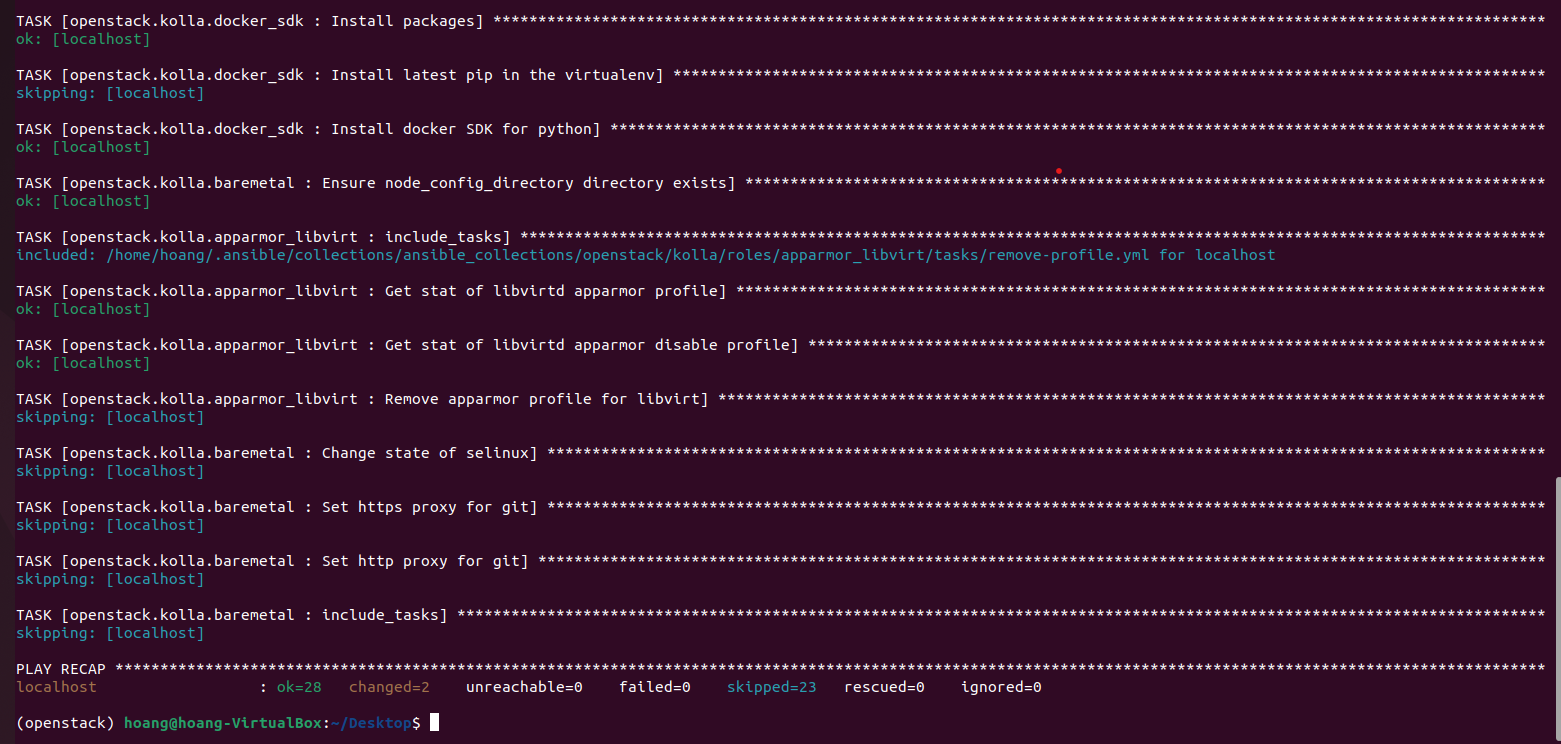 TASK [openstack.kolla.docker_sdk : Install packages] *********************************************************************************************************************
ok: [localhost]
TASK [openstack.kolla.docker_sdk : Install latest pip in the virtualenv] *************************************************************************************************
skipping: [localhost]
TASK [openstack.kolla.docker_sdk : Install docker SDK for python] ********************************************************************************************************
ok: [localhost]
TASK [openstack.kolla.baremetal : Ensure node_config_directory directory exists] *****************************************************************************************
ok: [localhost]
TASK [openstack.kolla.apparmor_libvirt : include_tasks] ******************************************************************************************************************
included: /home/hoang/.ansible/collections/ansible_collections/openstack/kolla/roles/apparmor_libvirt/tasks/remove-profile.yml for localhost
TASK [openstack.kolla.apparmor_libvirt : Get stat of libvirtd apparmor profile] ******************************************************************************************
ok: [localhost]
TASK [openstack.kolla.apparmor_libvirt : Get stat of libvirtd apparmor disable profile] **********************************************************************************
ok: [localhost]
TASK [openstack.kolla.apparmor_libvirt : Remove apparmor profile for libvirt] ********************************************************************************************
skipping: [localhost]
TASK [openstack.kolla.baremetal : Change state of selinux] ***************************************************************************************************************
skipping: [localhost]
TASK [openstack.kolla.baremetal : Set https proxy for git] ***************************************************************************************************************
skipping: [localhost]
TASK [openstack.kolla.baremetal : Set http proxy for git] ****************************************************************************************************************
skipping: [localhost]
TASK [openstack.kolla.baremetal : include_tasks] *************************************************************************************************************************
skipping: [localhost]
PLAY RECAP ***************************************************************************************************************************************************************
localhost                  : ok=28   changed=2    unreachable=0    failed=0    skipped=23   rescued=0    ignored=0
(openstack) hoang@hoang-VirtualBox:~/Desktop$